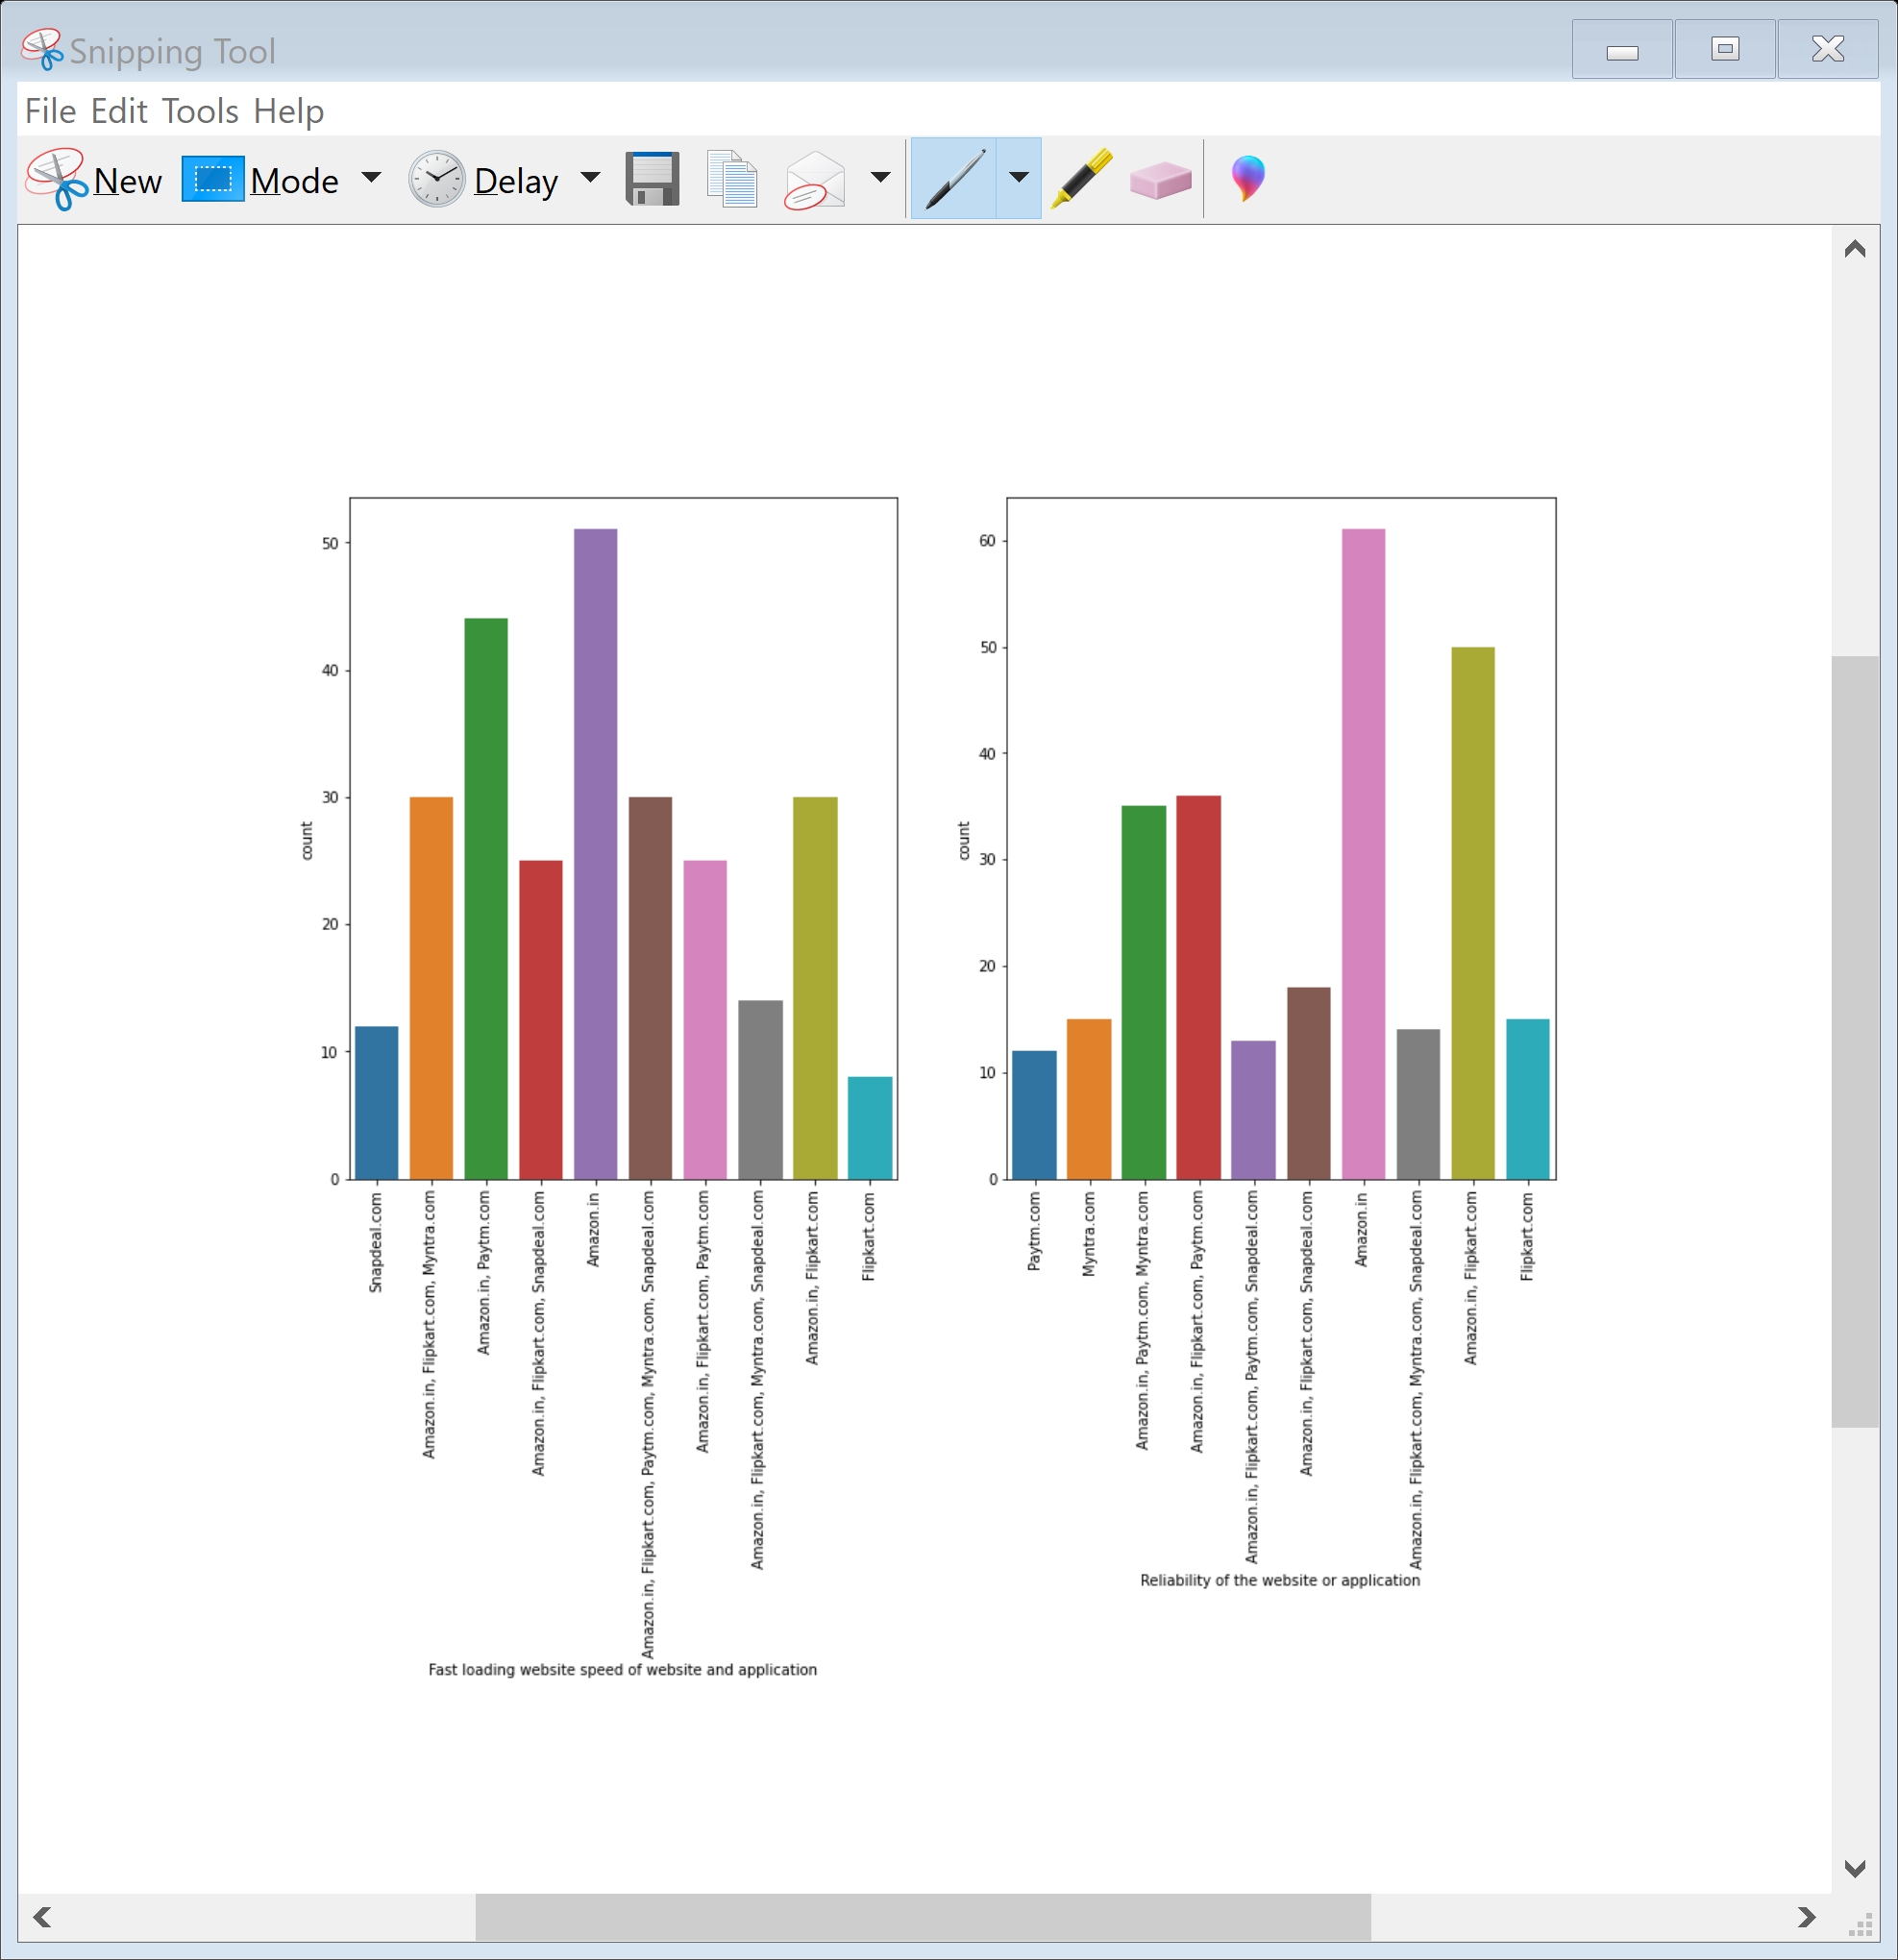 Snipping Tool
File Edit Tools Help
New Mode Delay
50
40
30
20
10
0
count
Snapdeal.com
Amazon.in, Flipkart.com, Myntra.com
Amazon.in, Paytm.com
Amazon.in, Flipkart.com, Snapdeal.com
Amazon.in
Amazon.in, Flipkart.com, Paytm.com, Myntra.com, Snapdeal.com
Amazon.in, Flipkart.com, Paytm.com
Amazon.in, Flipkart.com, Myntra.com, Snapdeal.com
Amazon.in, Flipkart.com
Flipkart.com
Fast loading website speed of website and application
60
50
40
30
20
10
0
count
Paytm.com
Myntra.com
Amazon.in, Paytm.com, Myntra.com
Amazon.in, Flipkart.com, Paytm.com
Amazon.in, Flipkart.com, Paytm.com, Snapdeal.com
Amazon.in, Flipkart.com, Snapdeal.com
Amazon.in
Amazon.in, Flipkart.com, Myntra.com, Snapdeal.com
Amazon.in, Flipkart.com
Flipkart.com
Reliability of the website or application